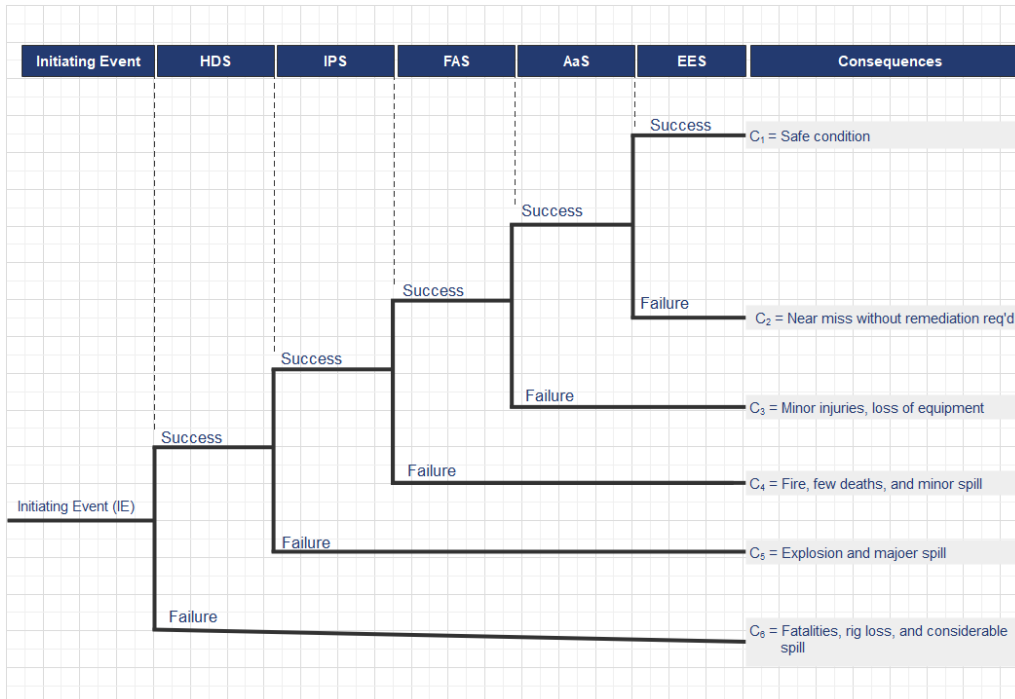 Initiating Event HDS IPS FAS AaS EES Consequences
Success
C₁ = Safe condition
Success
Success
Failure
C₂ = Near miss without remediation req'd
Success
Failure
C₃ = Minor injuries, loss of equipment
Success
Failure
C₄ = Fire, few deaths, and minor spill
Initiating Event (IE)
Failure
C₅ = Explosion and majoer spill
Failure
C₆ = Fatalities, rig loss, and considerable
spill